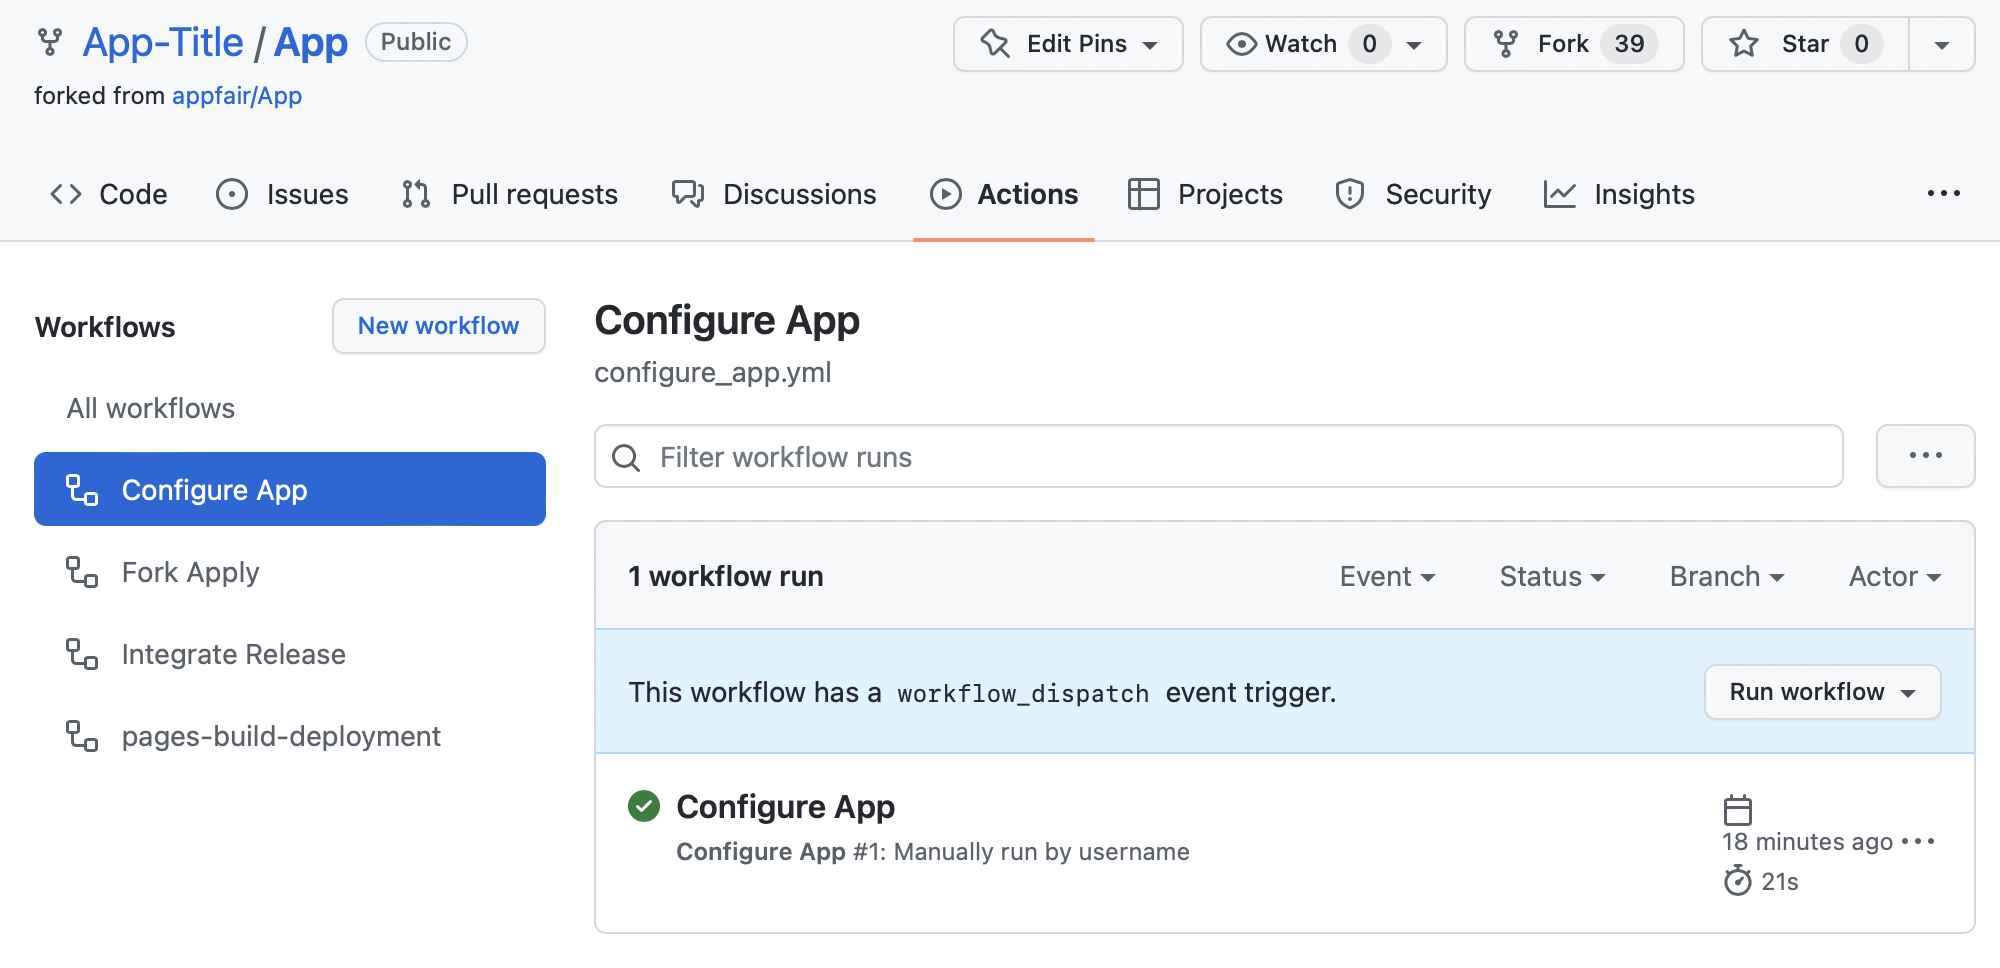 App-Title / App Public
Edit Pins
Watch 0
Fork 39
Star 0
forked from appfair/App
Code
Issues
Pull requests
Discussions
Actions
Projects
Security
Insights
Workflows
New workflow
All workflows
Configure App
Fork Apply
Integrate Release
pages-build-deployment
Configure App
configure_app.yml
Filter workflow runs
1 workflow run
Event
Status
Branch
Actor
This workflow has a workflow_dispatch event trigger.
Run workflow
Configure App
Configure App #1: Manually run by username
18 minutes ago
21s